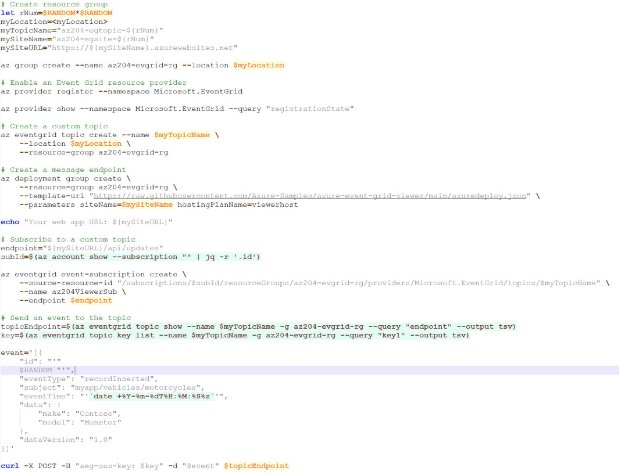 # Create resource group
let rNum=$RANDOM*$RANDOM
myLocation=<myLocation>
myTopicName="az204-egtopic-${rNum}"
mySiteName="az204-egsite-${rNum}"
mySiteURL="https://${mySiteName}.azurewebsites.net"
az group create --name az204-evgrid-rg --location $myLocation
# Enable an Event Grid resource provider
az provider register --namespace Microsoft.EventGrid
az provider show --namespace Microsoft.EventGrid --query "registrationState"
# Create a custom topic
az eventgrid topic create --name $myTopicName \
--location $myLocation \
--resource-group az204-evgrid-rg
# Create a message endpoint
az deployment group create \
--resource-group az204-evgrid-rg \
--template-uri "https://raw.githubusercontent.com/Azure-Samples/azure-event-grid-viewer/main/azuredeploy.json" \
--parameters siteName=$mySiteName hostingPlanName=viewerhost
echo "Your web app URL: ${mySiteURL}"
# Subscribe to a custom topic
endpoint="${mySiteURL}/api/updates"
subId=$(az account show --subscription "" | jq -r '.id')
az eventgrid event-subscription create \
--source-resource-id "/subscriptions/$subId/resourceGroups/az204-evgrid-rg/providers/Microsoft.EventGrid/topics/$myTopicName" \
--name az204ViewerSub \
--endpoint $endpoint
# Send an event to the topic
topicEndpoint=$(az eventgrid topic show --name $myTopicName -g az204-evgrid-rg --query "endpoint" --output tsv)
key=$(az eventgrid topic key list --name $myTopicName -g az204-evgrid-rg --query "key1" --output tsv)
event='[{
"id": "'"
$RANDOM "'",
"eventType": "recordInserted",
"subject": "myapp/vehicles/motorcycles",
"eventTime": "'`date +%Y-%m-%dT%H:%M:%S%z`'",
"data": {
"make": "Contoso",
"model": "Monster"
},
"dataVersion": "1.0"
}]'
curl -X POST -H "aeg-sas-key: $key" -d "$event" $topicEndpoint